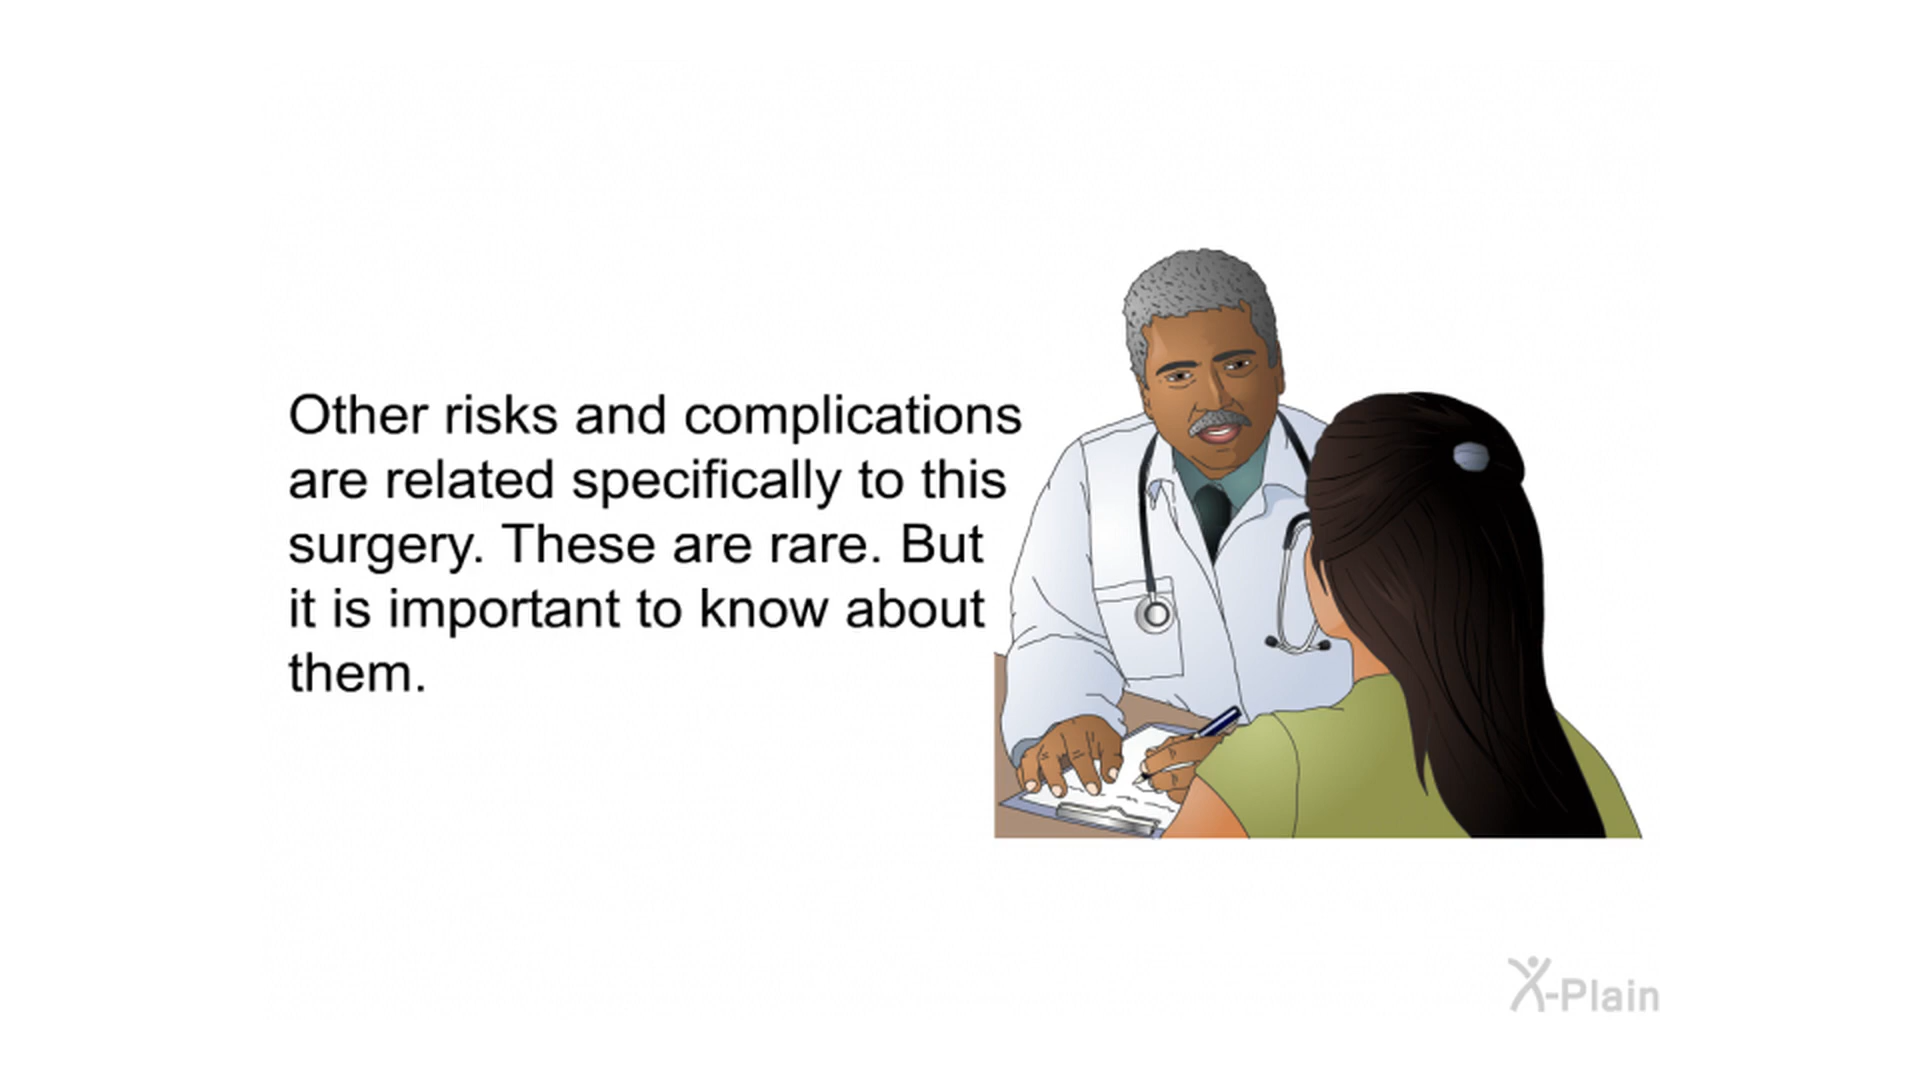 Other risks and complications
are related specifically to this
surgery. These are rare. But
it is important to know about
them.
X-Plain